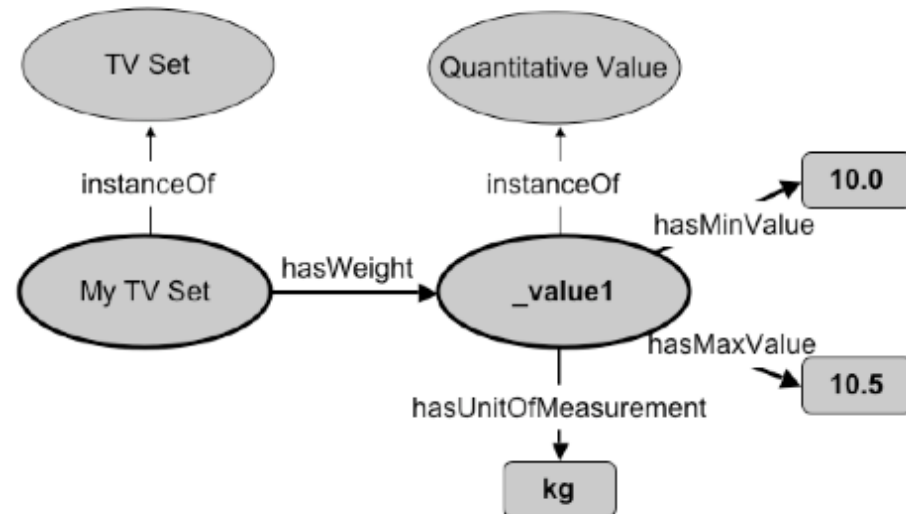 TV Set
Quantitative Value
instanceOf
instanceOf
10.0
hasMinValue
My TV Set
hasWeight
_value1
hasMaxValue
10.5
hasUnitOfMeasurement
kg